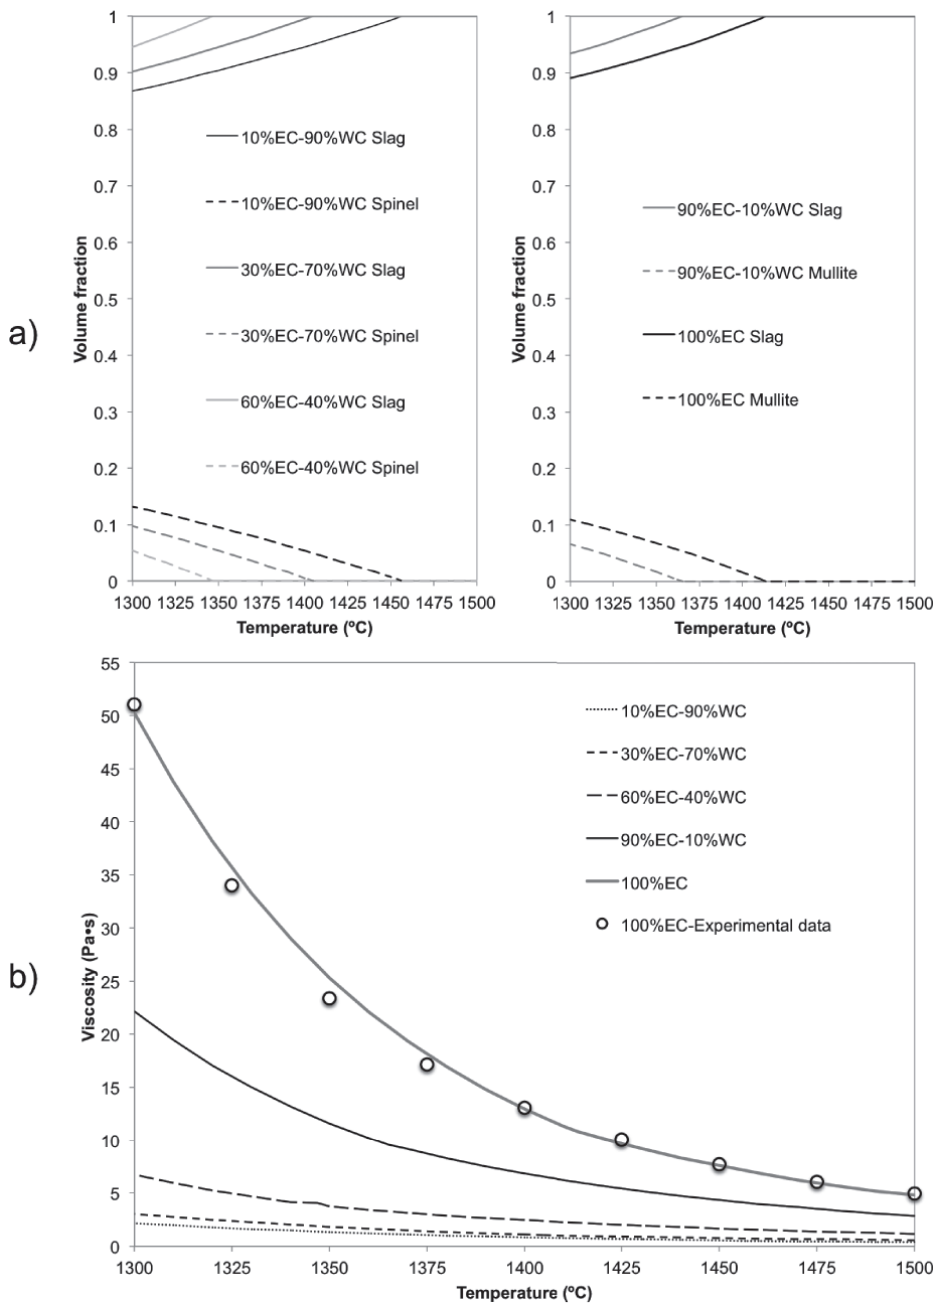 a)
Volume fraction
1
0.9
0.8
0.7
0.6
0.5
0.4
0.3
0.2
0.1
0
10%EC-90%WC Slag
10%EC-90%WC Spinel
30%EC-70%WC Slag
30%EC-70%WC Spinel
60%EC-40%WC Slag
60%EC-40%WC Spinel
1300 1325 1350 1375 1400 1425 1450 1475 1500
Temperature (ºC)
Volume fraction
1
0.9
0.8
0.7
0.6
0.5
0.4
0.3
0.2
0.1
0
90%EC-10%WC Slag
90%EC-10%WC Mullite
100%EC Slag
100%EC Mullite
1300 1325 1350 1375 1400 1425 1450 1475 1500
Temperature (ºC)
b)
Viscosity (Pa•s)
55
50
45
40
35
30
25
20
15
10
5
0
10%EC-90%WC
30%EC-70%WC
60%EC-40%WC
90%EC-10%WC
100%EC
100%EC-Experimental data
1300 1325 1350 1375 1400 1425 1450 1475 1500
Temperature (ºC)